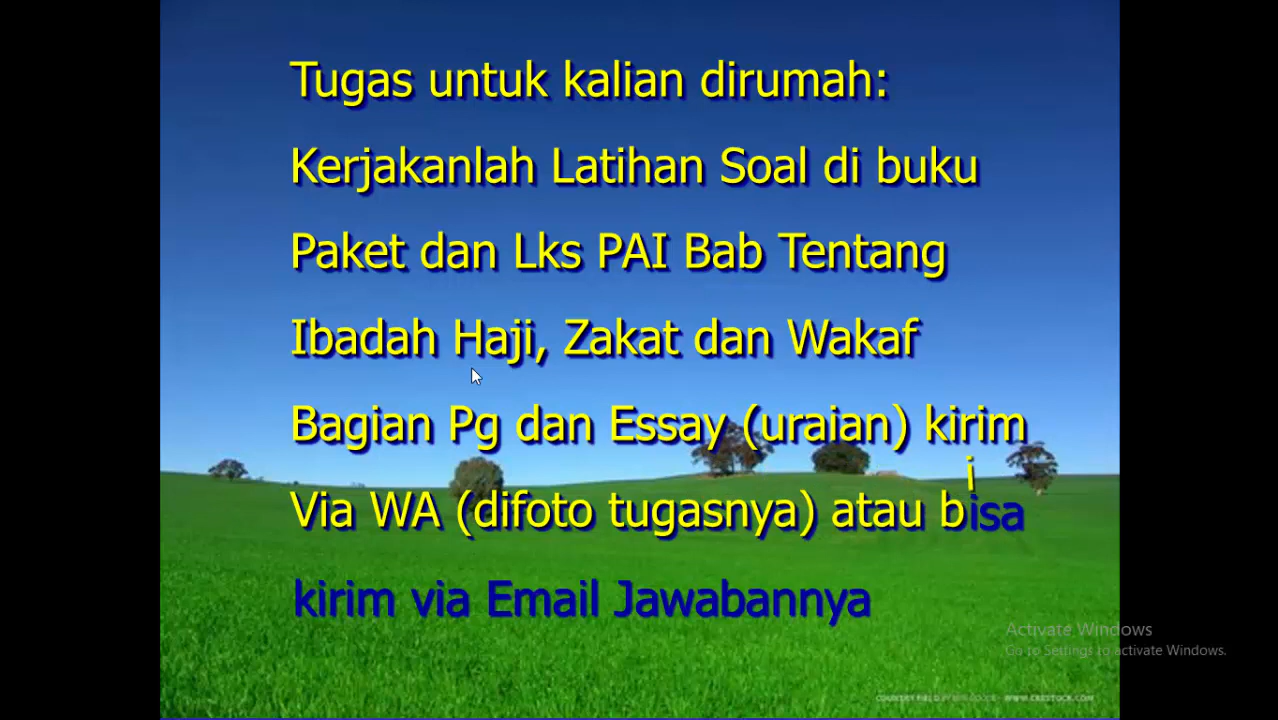 Tugas untuk kalian dirumah:
Kerjakanlah Latihan Soal di buku
Paket dan Lks PAI Bab Tentang
Ibadah Haji, Zakat dan Wakaf
Bagian Pg dan Essay (uraian) kirim
Via WA (difoto tugasnya) atau bisa
kirim via Email Jawabannya
Activate Windows
Go to Settings to activate Windows.